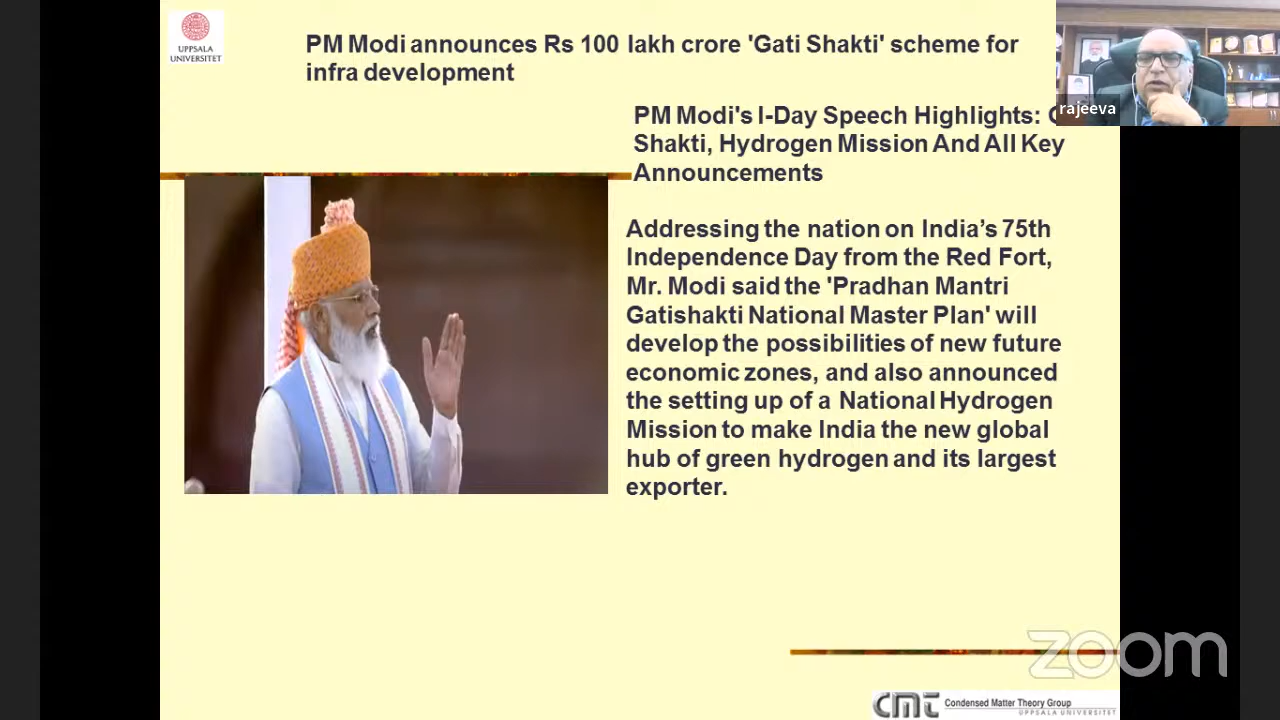 UPPSALA
UNIVERSITET
PM Modi announces Rs 100 lakh crore 'Gati Shakti' scheme for
infra development
rajeeva
PM Modi's I-Day Speech Highlights:
Shakti, Hydrogen Mission And All Key
Announcements
Addressing the nation on India’s 75th
Independence Day from the Red Fort,
Mr. Modi said the 'Pradhan Mantri
Gatishakti National Master Plan' will
develop the possibilities of new future
economic zones, and also announced
the setting up of a National Hydrogen
Mission to make India the new global
hub of green hydrogen and its largest
exporter.
zoom
CMT Condensed Matter Theory Group
UPPSALA UNIVERSITET